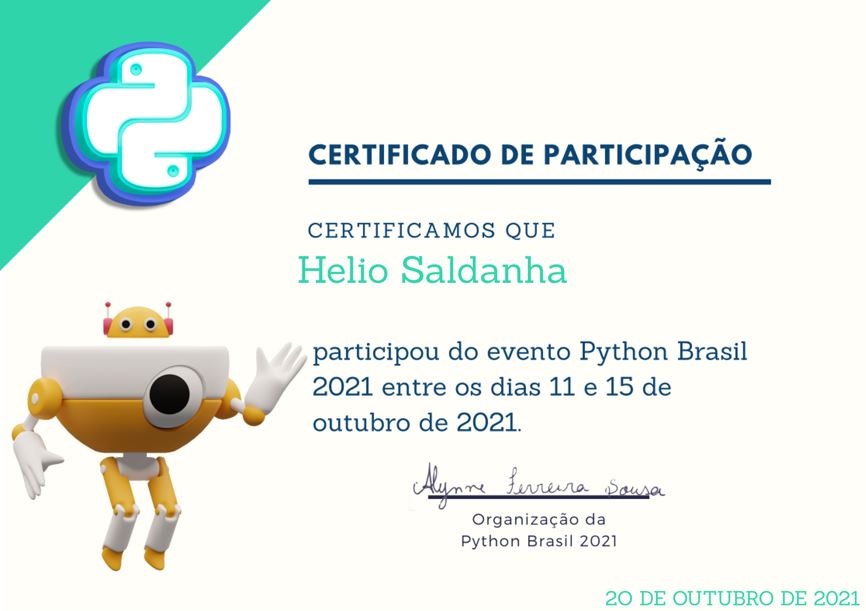 CERTIFICADO DE PARTICIPAÇÃO
CERTIFICAMOS QUE
Helio Saldanha
participou do evento Python Brasil
2021 entre os dias 11 e 15 de
outubro de 2021.
Alynne Ferreira Sousa
Organização da
Python Brasil 2021
20 DE OUTUBRO DE 2021